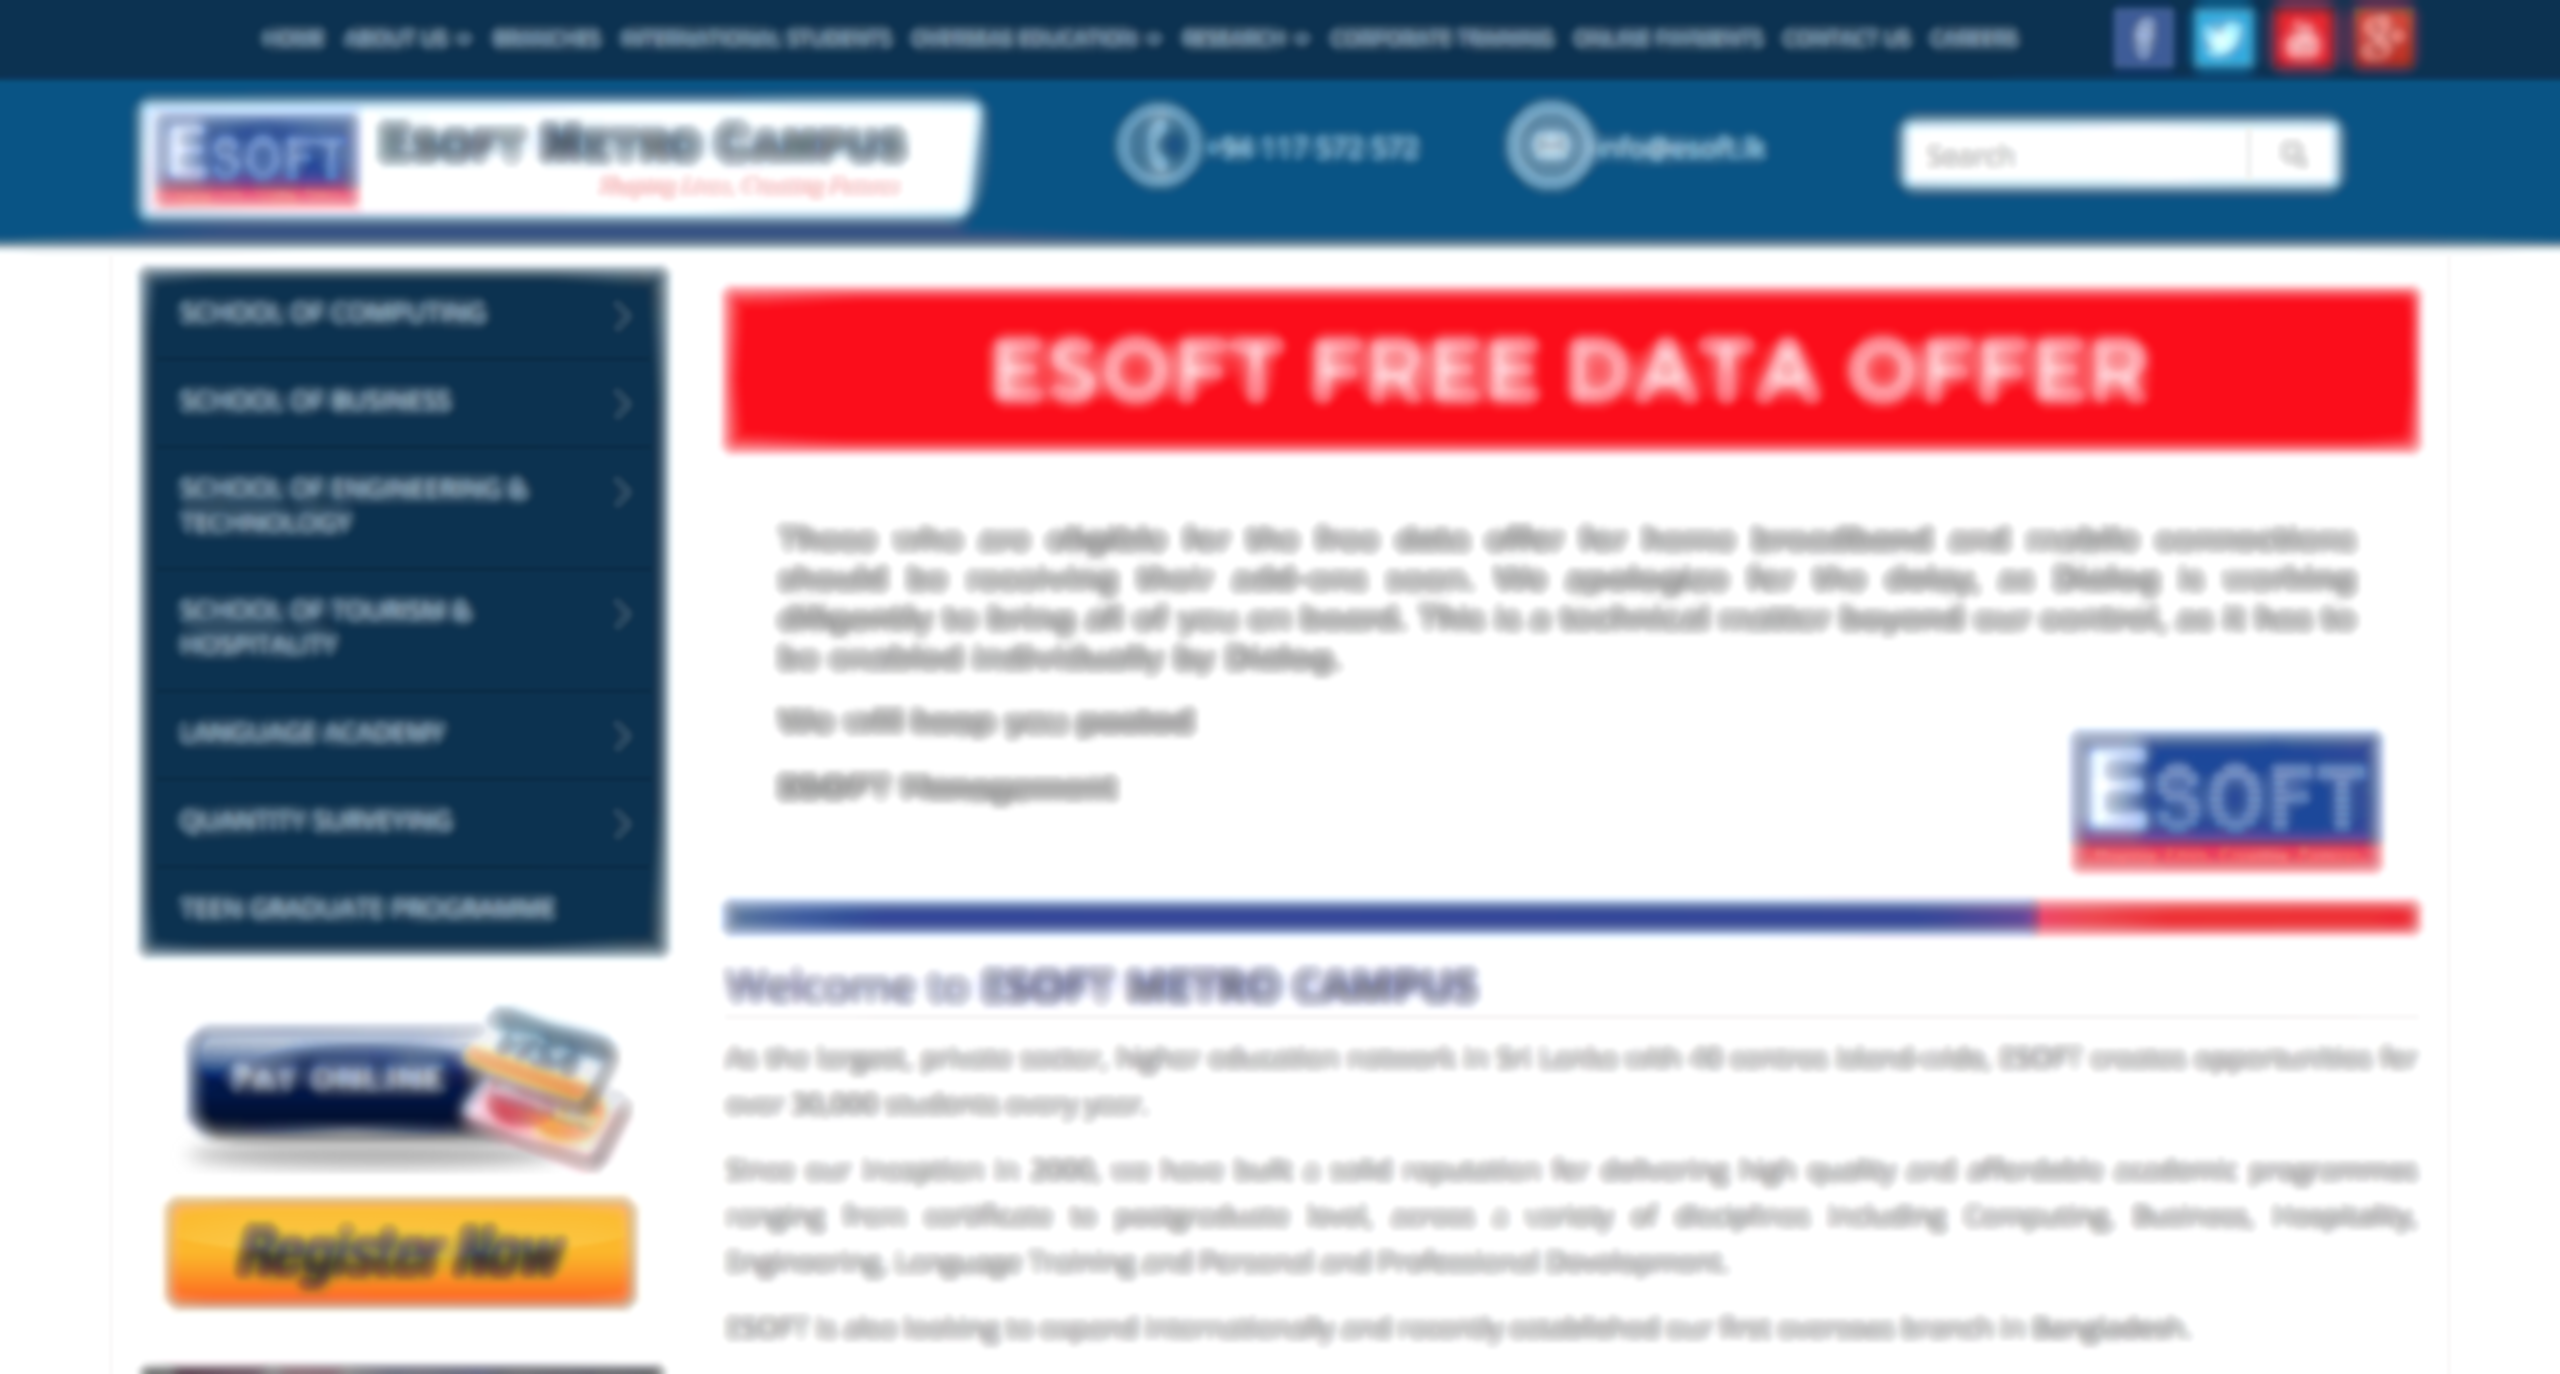 HOME ABOUT US BRANCHES INTERNATIONAL STUDENTS OVERSEAS EDUCATION RESEARCH CORPORATE TRAINING ONLINE PAYMENTS CONTACT US CAREERS
ESOFT
ESOFT METRO CAMPUS
Shaping Lives, Creating Futures
+94 117 572 572
info@esoft.lk
Search
SCHOOL OF COMPUTING
SCHOOL OF BUSINESS
SCHOOL OF ENGINEERING &
TECHNOLOGY
SCHOOL OF TOURISM &
HOSPITALITY
LANGUAGE ACADEMY
QUANTITY SURVEYING
TEEN GRADUATE PROGRAMME
PAY ONLINE
VISA
Register Now
ESOFT FREE DATA OFFER
Those who are eligible for the free data offer for home broadband and mobile connections
should be receiving their add-ons soon. We apologize for the delay, as Dialog is working
diligently to bring all of you on board. This is a technical matter beyond our control, as it has to
be enabled individually by Dialog.
We will keep you posted
ESOFT Management
ESOFT
Welcome to ESOFT METRO CAMPUS
As the largest, private sector, higher education network in Sri Lanka with 40 centres island-wide, ESOFT creates opportunities for
over 30,000 students every year.
Since our inception in 2000, we have built a solid reputation for delivering high quality and affordable academic programmes
ranging from certificate to postgraduate level, across a variety of disciplines including Computing, Business, Hospitality,
Engineering, Language Training and Personal and Professional Development.
ESOFT is also looking to expand internationally and recently established our first overseas branch in Bangladesh.